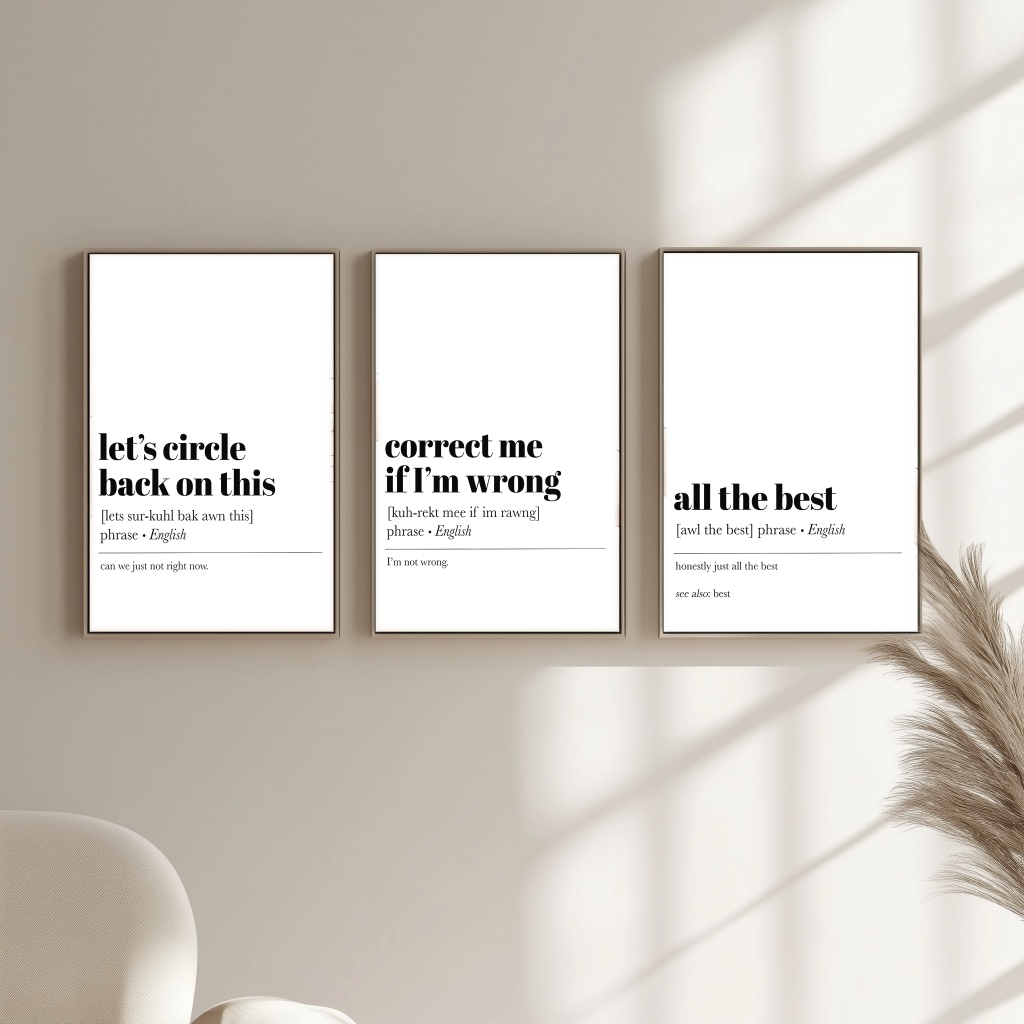 let's circle
back on this
[lets sur-kuhl bak awn this]
phrase • English
can we just not right now.
correct me
if I'm wrong
[kuh-rekt mee if im rawng]
phrase • English
I'm not wrong.
all the best
[awl the best] phrase • English
honestly just all the best
see also: best